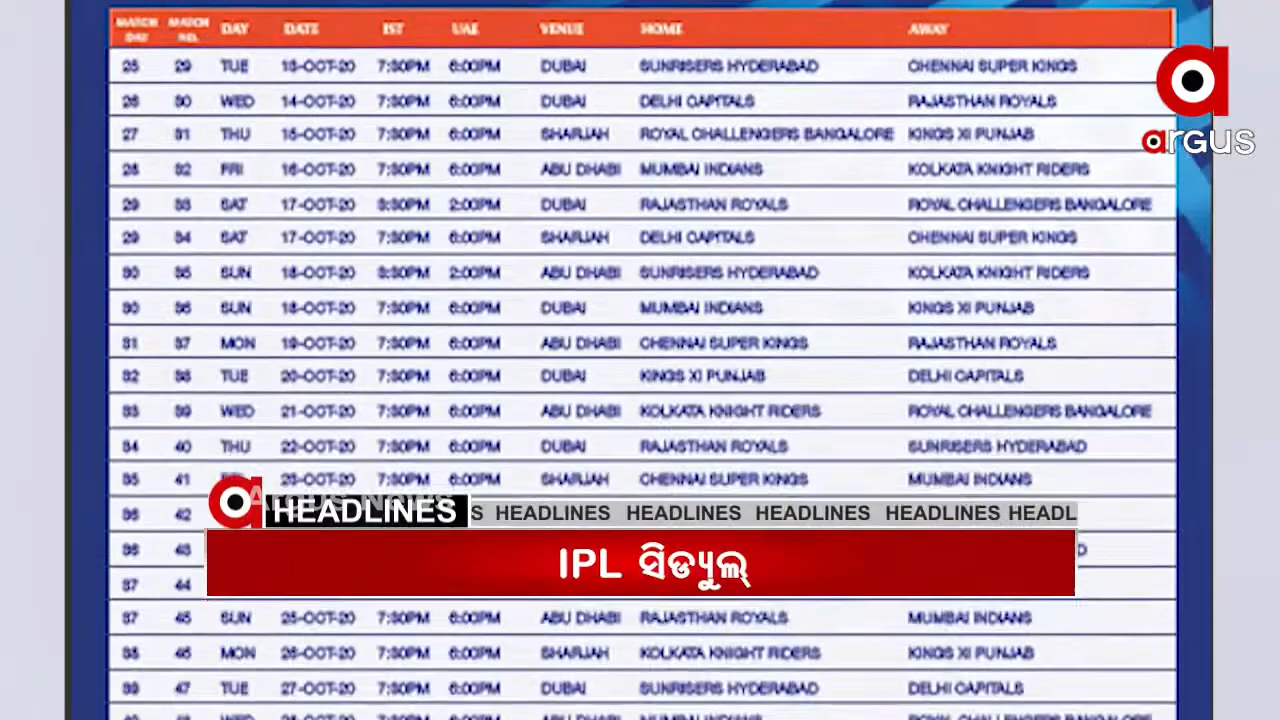 MATCH DAY MATCH NO. DAY DATE IST UAE VENUE HOME AWAY
25 29 TUE 13-OCT-20 7:30PM 6:00PM DUBAI SUNRISERS HYDERABAD CHENNAI SUPER KINGS
26 30 WED 14-OCT-20 7:30PM 6:00PM DUBAI DELHI CAPITALS RAJASTHAN ROYALS
27 31 THU 15-OCT-20 7:30PM 6:00PM SHARJAH ROYAL CHALLENGERS BANGALORE KINGS XI PUNJAB
28 32 FRI 16-OCT-20 7:30PM 6:00PM ABU DHABI MUMBAI INDIANS KOLKATA KNIGHT RIDERS
29 33 SAT 17-OCT-20 3:30PM 2:00PM DUBAI RAJASTHAN ROYALS ROYAL CHALLENGERS BANGALORE
29 34 SAT 17-OCT-20 7:30PM 6:00PM SHARJAH DELHI CAPITALS CHENNAI SUPER KINGS
30 35 SUN 18-OCT-20 3:30PM 2:00PM ABU DHABI SUNRISERS HYDERABAD KOLKATA KNIGHT RIDERS
30 36 SUN 18-OCT-20 7:30PM 6:00PM DUBAI MUMBAI INDIANS KINGS XI PUNJAB
31 37 MON 19-OCT-20 7:30PM 6:00PM ABU DHABI CHENNAI SUPER KINGS RAJASTHAN ROYALS
32 38 TUE 20-OCT-20 7:30PM 6:00PM DUBAI KINGS XI PUNJAB DELHI CAPITALS
33 39 WED 21-OCT-20 7:30PM 6:00PM ABU DHABI KOLKATA KNIGHT RIDERS ROYAL CHALLENGERS BANGALORE
34 40 THU 22-OCT-20 7:30PM 6:00PM DUBAI RAJASTHAN ROYALS SUNRISERS HYDERABAD
35 41 23-OCT-20 7:30PM 6:00PM SHARJAH CHENNAI SUPER KINGS MUMBAI INDIANS
36 42
36 43
37 44
37 45 SUN 25-OCT-20 7:30PM 6:00PM ABU DHABI RAJASTHAN ROYALS MUMBAI INDIANS
38 46 MON 26-OCT-20 7:30PM 6:00PM SHARJAH KOLKATA KNIGHT RIDERS KINGS XI PUNJAB
39 47 TUE 27-OCT-20 7:30PM 6:00PM DUBAI SUNRISERS HYDERABAD DELHI CAPITALS
argus
Argus News
HEADLINES S HEADLINES HEADLINES HEADLINES HEADLINES HEADL
IPL ସିଡ୍ୟୁଲ୍